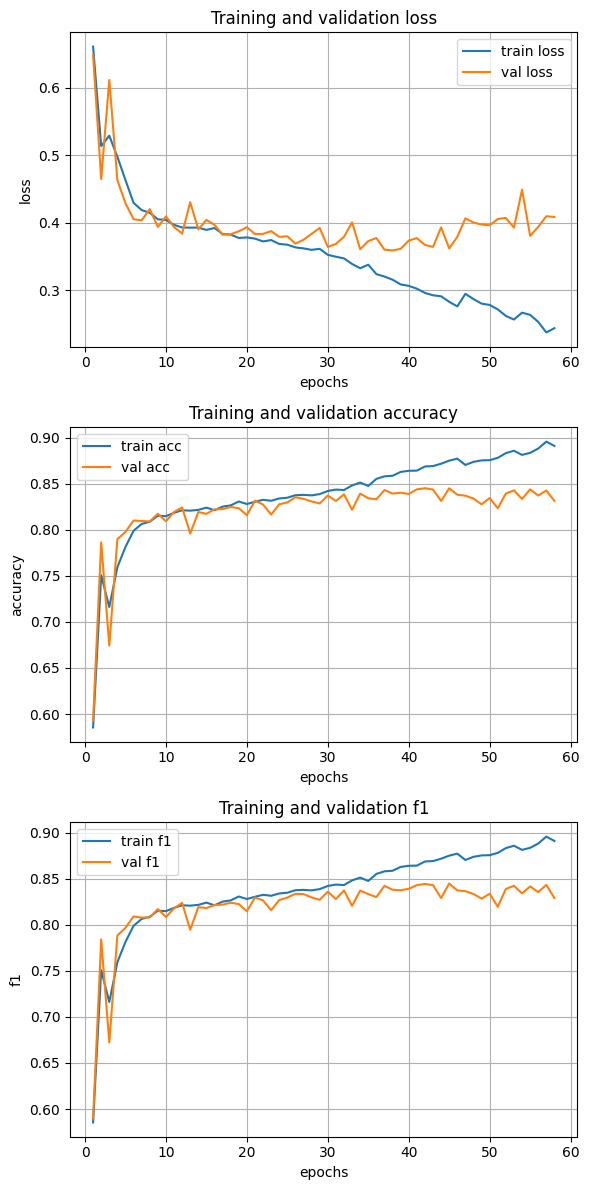 Training and validation loss
train loss
val loss
0.6
0.5
0.4
0.3
loss
0 10 20 30 40 50 60
epochs
Training and validation accuracy
train acc
val acc
0.90
0.85
0.80
0.75
0.70
0.65
0.60
accuracy
0 10 20 30 40 50 60
epochs
Training and validation f1
train f1
val f1
0.90
0.85
0.80
0.75
0.70
0.65
0.60
f1
0 10 20 30 40 50 60
epochs